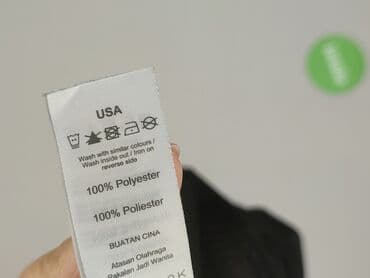 USA
Wash with similar colours /
Wash inside out / Iron on
reverse side
100% Polyester
100% Poliester
BUATAN CINA
Atasan Olahraga
Pakaian Jadi Wanita